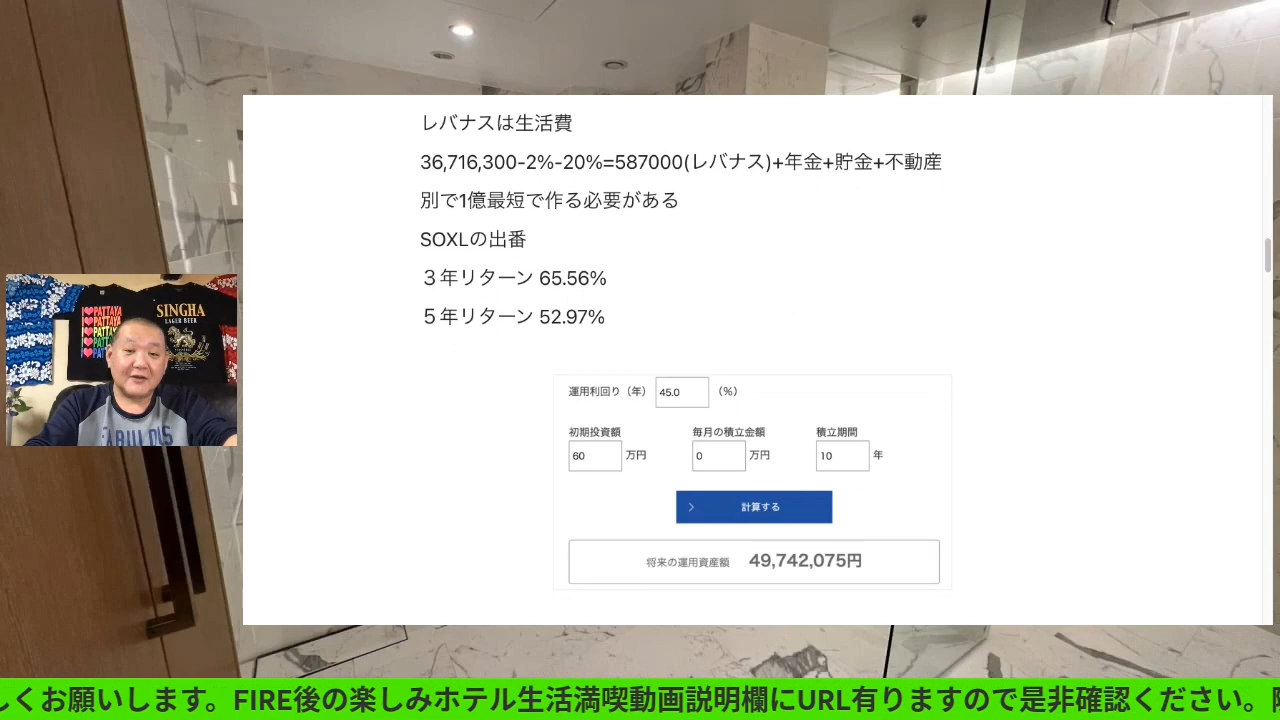 レバナスは生活費
36,716,300-2%-20%=587000(レバナス)+年金+貯金+不動産
別で1億最短で作る必要がある
SOXLの出番
３年リターン 65.56%
５年リターン 52.97%
運用利回り（年） 45.0 （%）
初期投資額 毎月の積立金額 積立期間
60 万円 0 万円 10 年
計算する
将来の運用資産額 49,742,075円
I PATTAYA
I PATTAYA
SINGHA
LAGER BEER
しくお願いします。FIRE後の楽しみホテル生活満喫動画説明欄にURL有りますので是非確認ください。